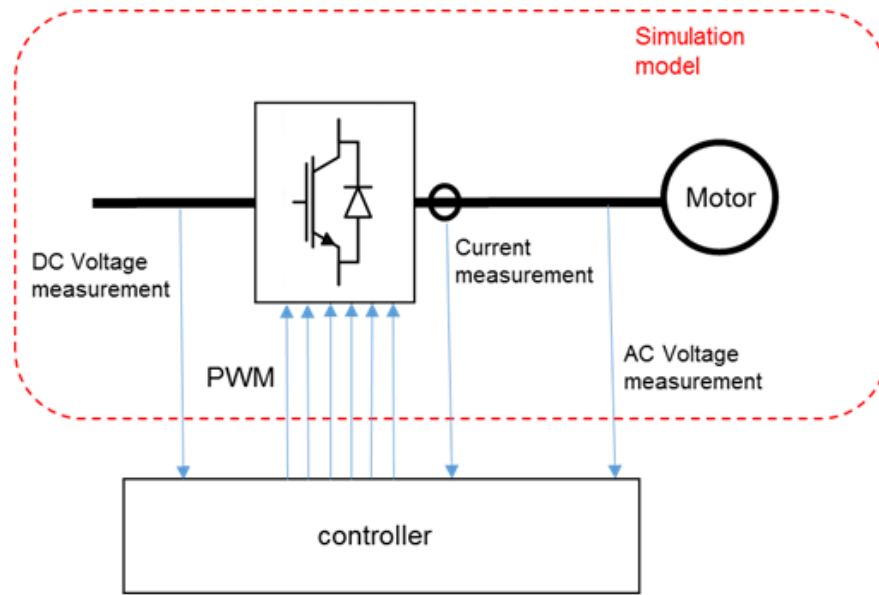 Simulation
model
Motor
DC Voltage
measurement
Current
measurement
PWM
AC Voltage
measurement
controller